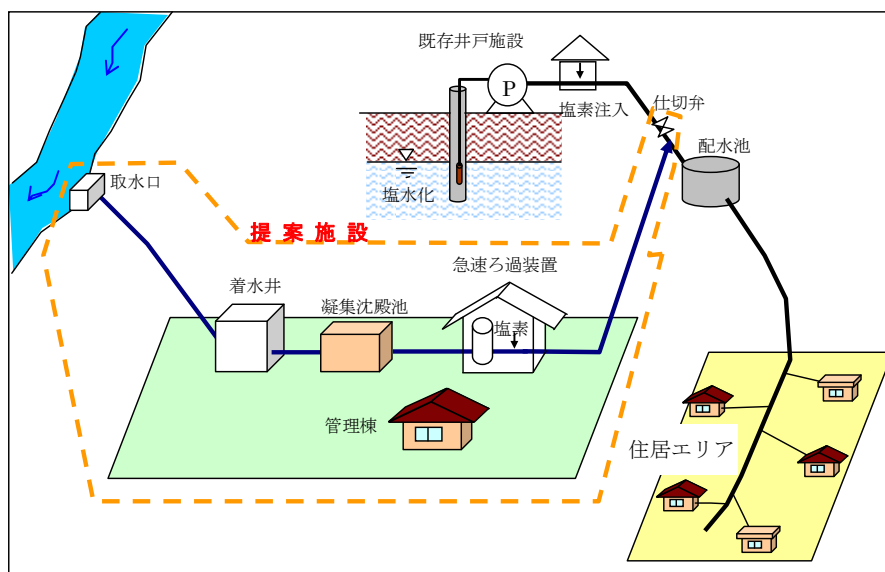 既存井戸施設
P
塩素注入
仕切弁
配水池
取水口
塩水化
提案施設
急速ろ過装置
着水井
凝集沈殿池
塩素
管理棟
住居エリア